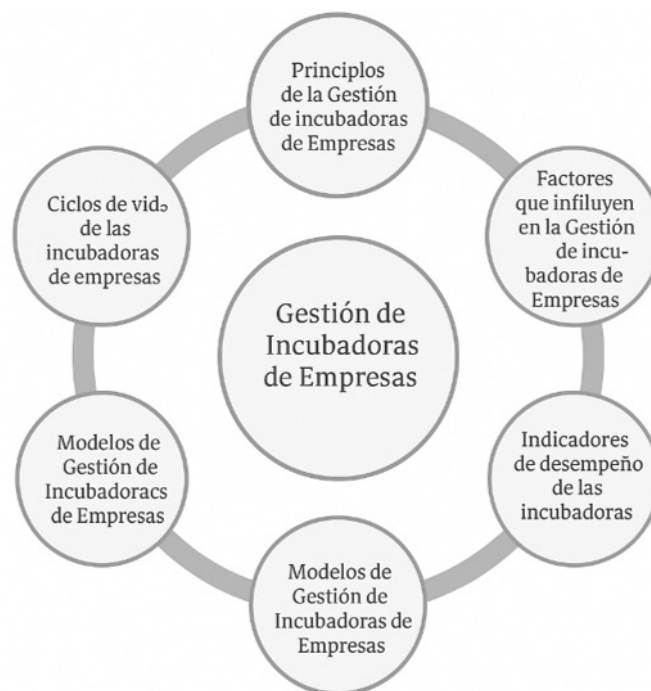 Principlos
de la Gestión
de incubadoras
de Empresas
Factores
que infiluyen
en la Gestión
de incu-
badoras de
Empresas
Indicadores
de desempeño
de las
incubadoras
Modelos de
Gestión de
Incubadoras de
Empresas
Modelos de
Gestión de
Incubadoracs
de Empresas
Ciclos de vida
de las
incubadoras
de empresas
Gestión de
Incubadoras
de Empresas